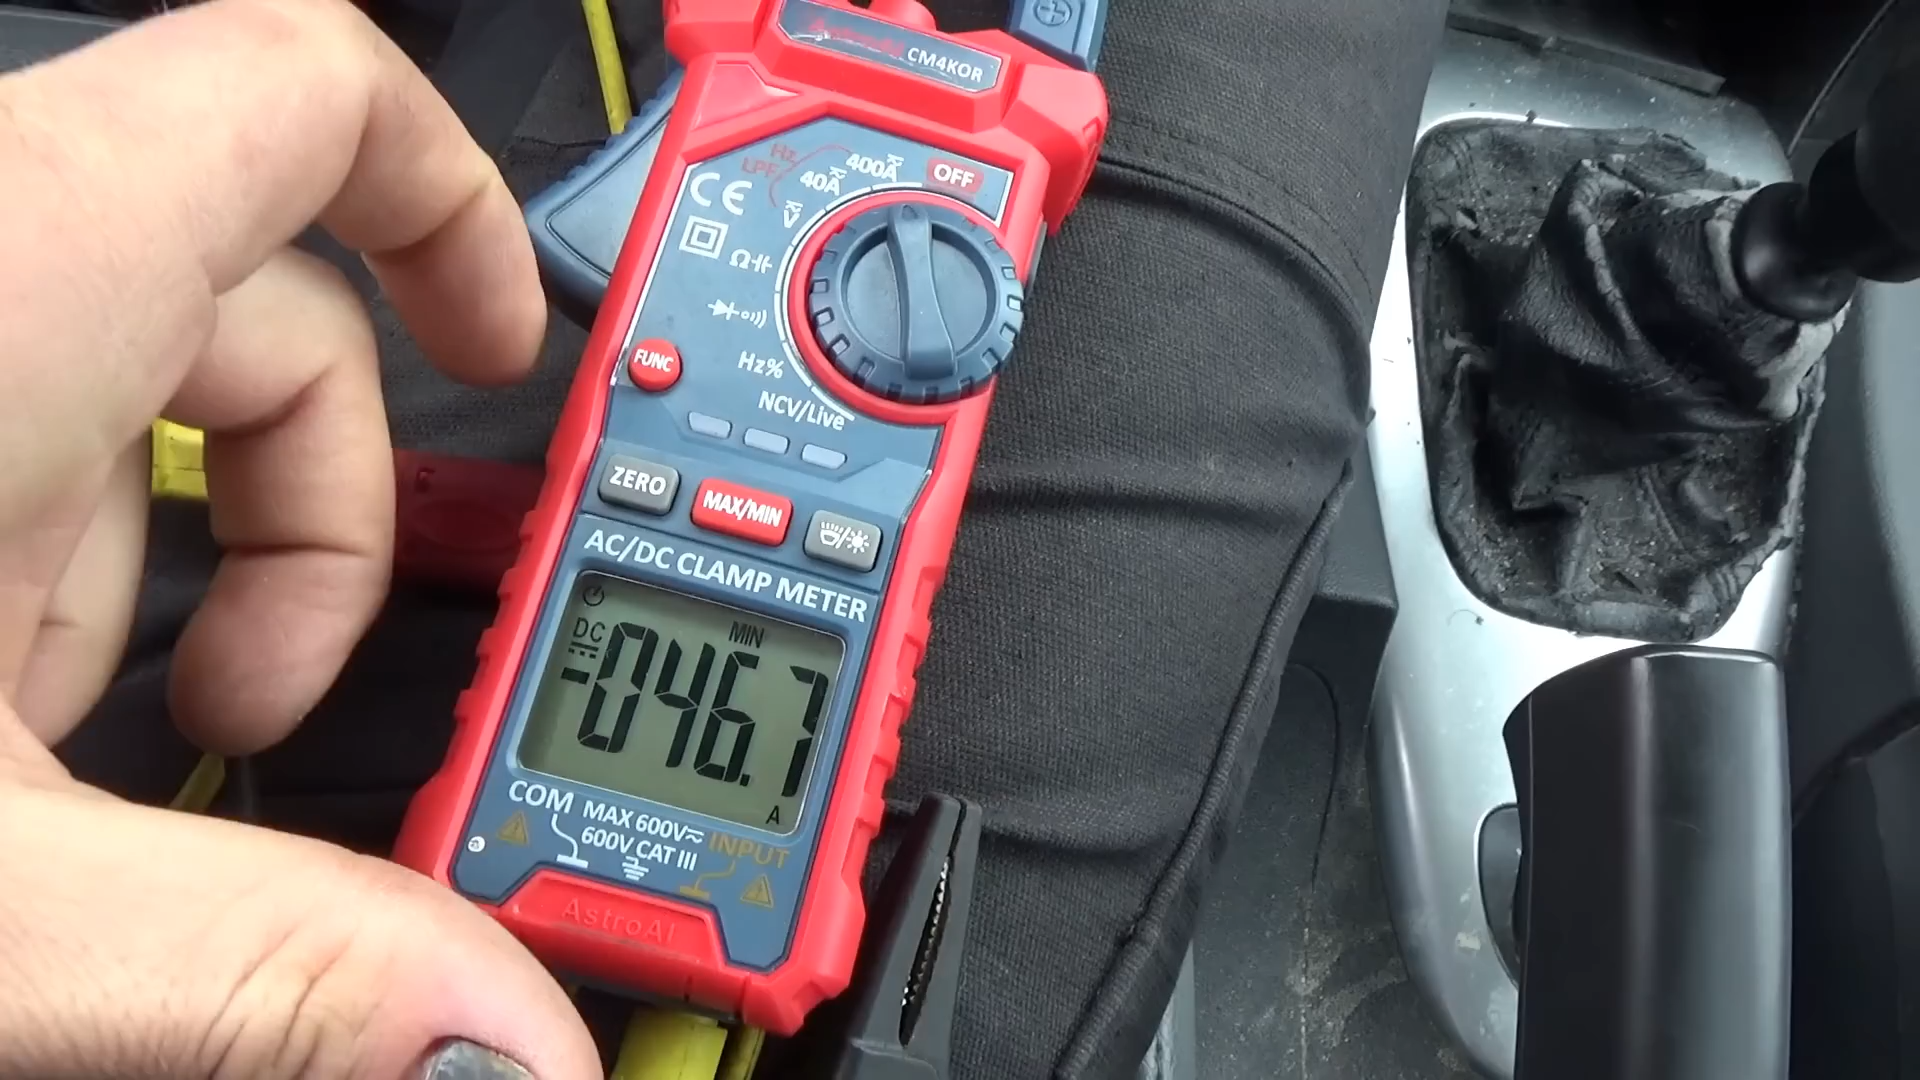 CM4KOR
Hz
LPF
400A
40A
OFF
V
Ω
CE
FUNC
Hz%
NCV/Live
ZERO
MAX/MIN
AC/DC CLAMP METER
MIN
DC
-046.7
A
COM
MAX 600V
600V CAT III
INPUT
AstroAI